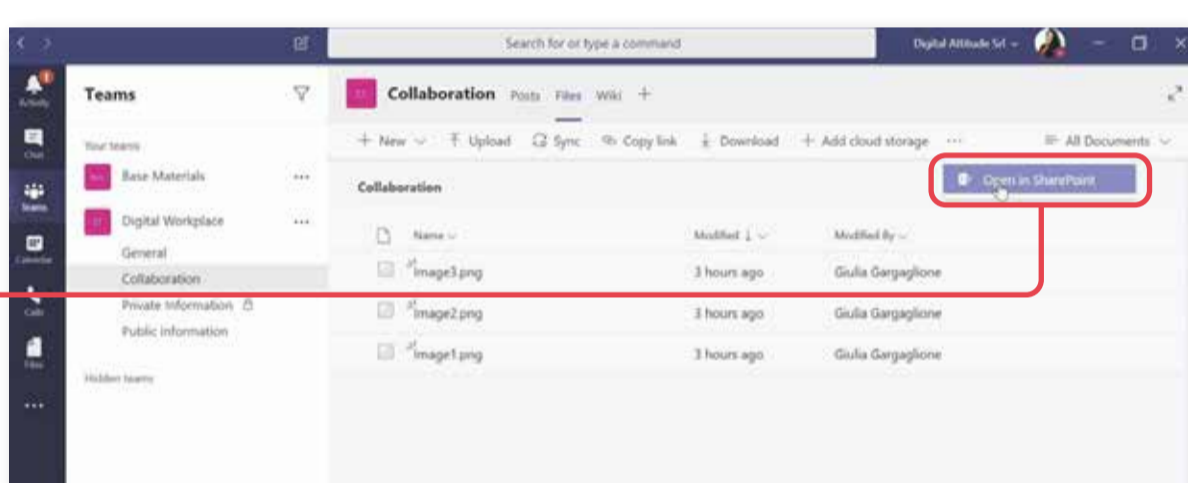 Search for or type a command
Digital Attitude Srl
Activity
Chat
Teams
Calendar
Calls
Files
Teams
Your teams
Base Materials
Digital Workplace
General
Collaboration
Private Information
Public information
Hidden teams
Collaboration Posts Files Wiki +
+ New Upload Sync Copy link Download + Add cloud storage ... All Documents
Open in SharePoint
Collaboration
Name Modified ↓ Modified By
image3.png 3 hours ago Giulia Gargaglione
image2.png 3 hours ago Giulia Gargaglione
image1.png 3 hours ago Giulia Gargaglione